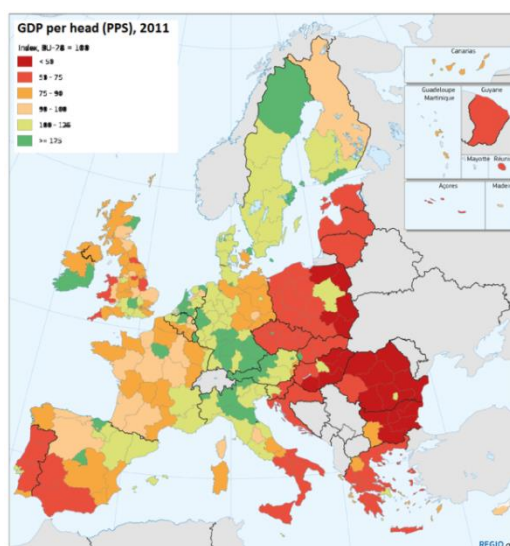 GDP per head (PPS), 2011
Index, EU-28 = 100
< 50
50 - 75
75 - 90
90 - 100
100 - 125
>= 125
Canarias
Guadeloupe
Martinique
Guyane
Mayotte
Açores
REGIO